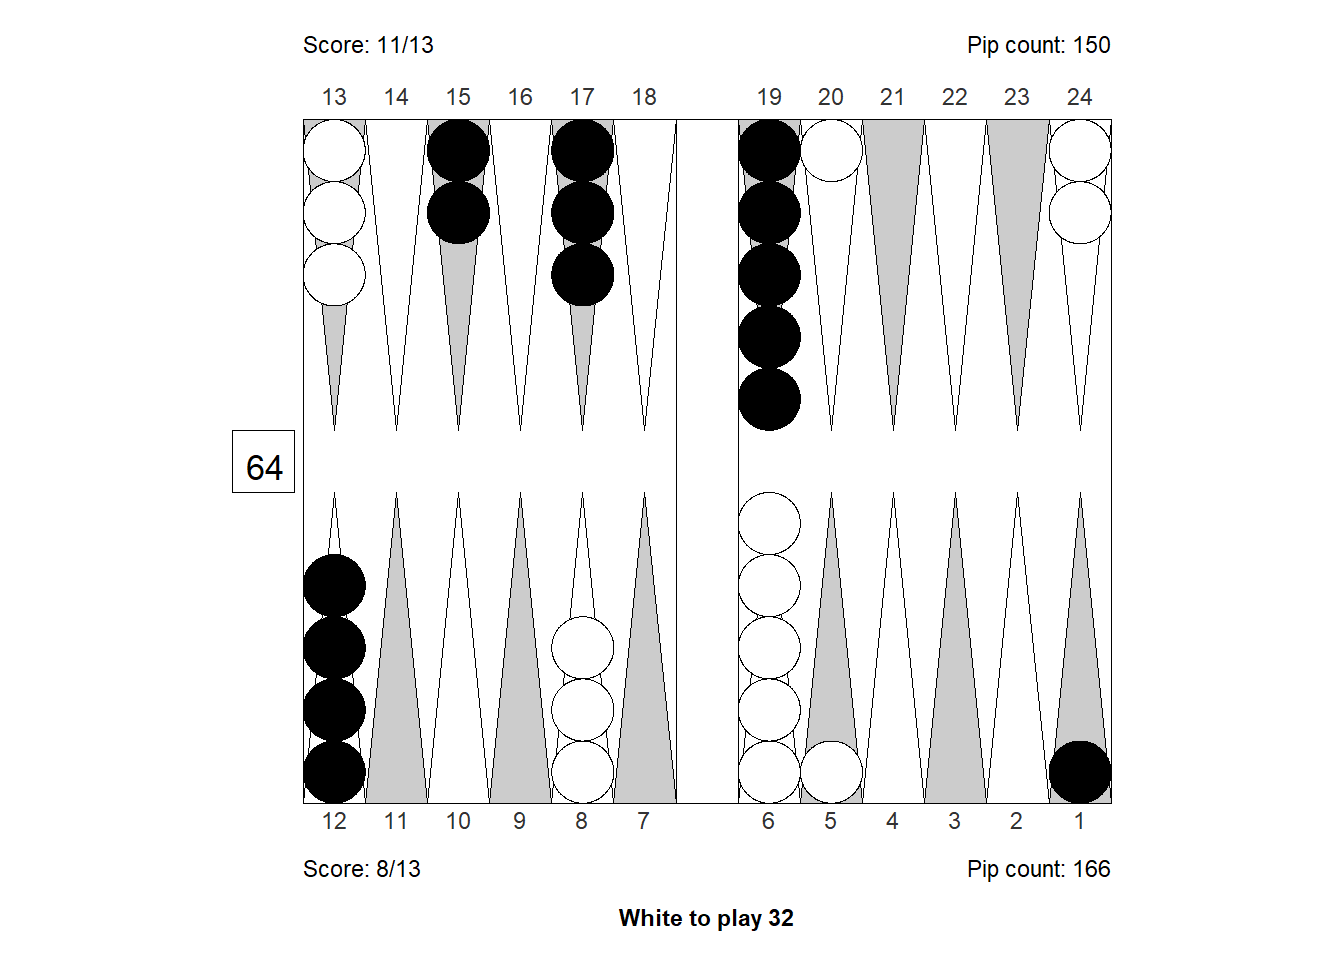 Score: 11/13 Pip count: 150
13 14 15 16 17 18 19 20 21 22 23 24
64
12 11 10 9 8 7 6 5 4 3 2 1
Score: 8/13 Pip count: 166
White to play 32